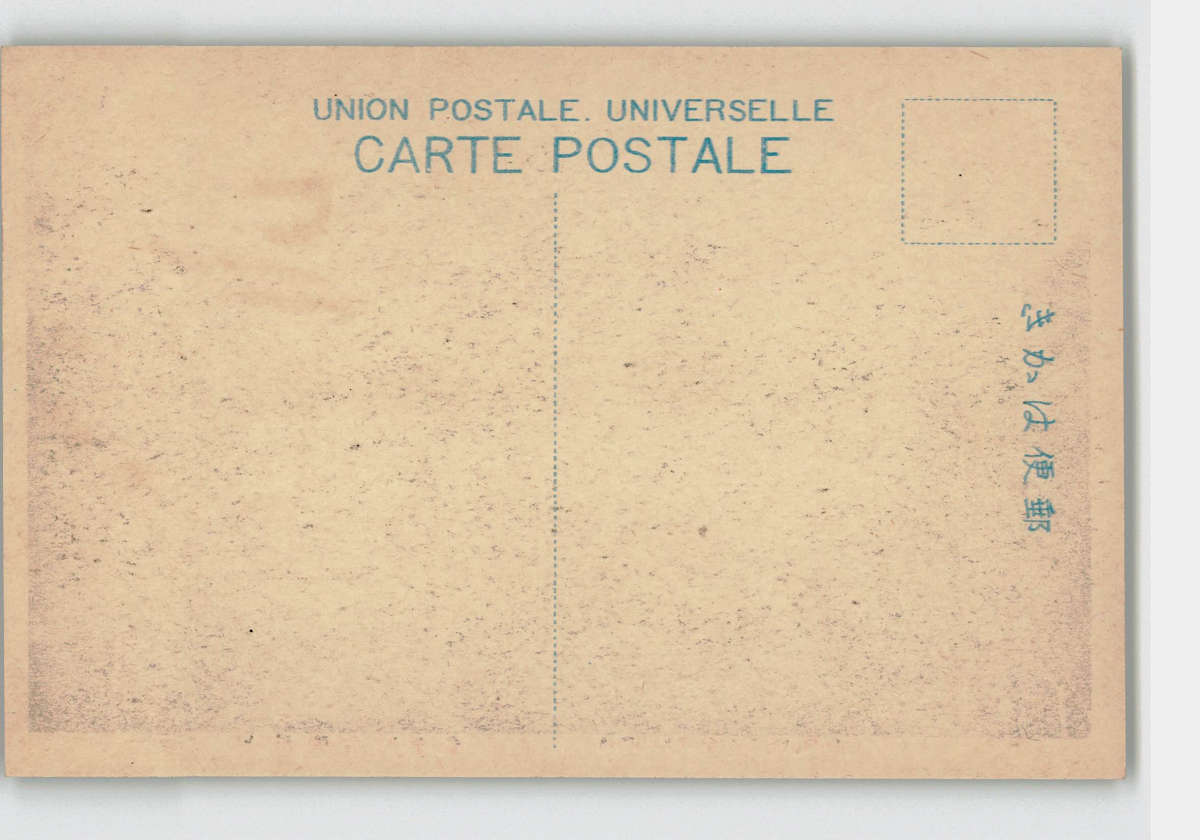 UNION POSTALE. UNIVERSELLE
CARTE POSTALE
郵便はかき